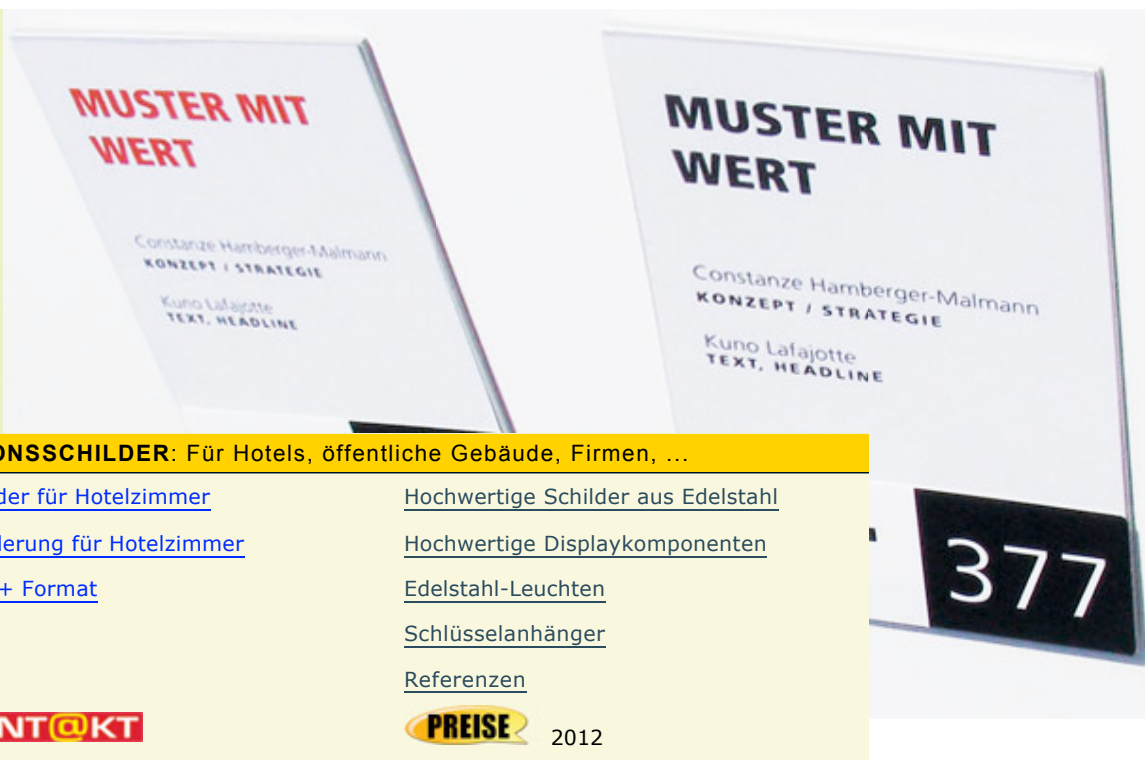 MUSTER MIT
WERT
Constanze Hamberger-Malmann
KONZEPT / STRATEGIE
Kuno Lafajotte
TEXT, HEADLINE
MUSTER MIT
WERT
Constanze Hamberger-Malmann
KONZEPT / STRATEGIE
Kuno Lafajotte
TEXT, HEADLINE
377
ONSSCHILDER: Für Hotels, öffentliche Gebäude, Firmen, ...
der für Hotelzimmer
derung für Hotelzimmer
+ Format
Hochwertige Schilder aus Edelstahl
Hochwertige Displaykomponenten
Edelstahl-Leuchten
Schlüsselanhänger
Referenzen
NT@KT
PREISE 2012